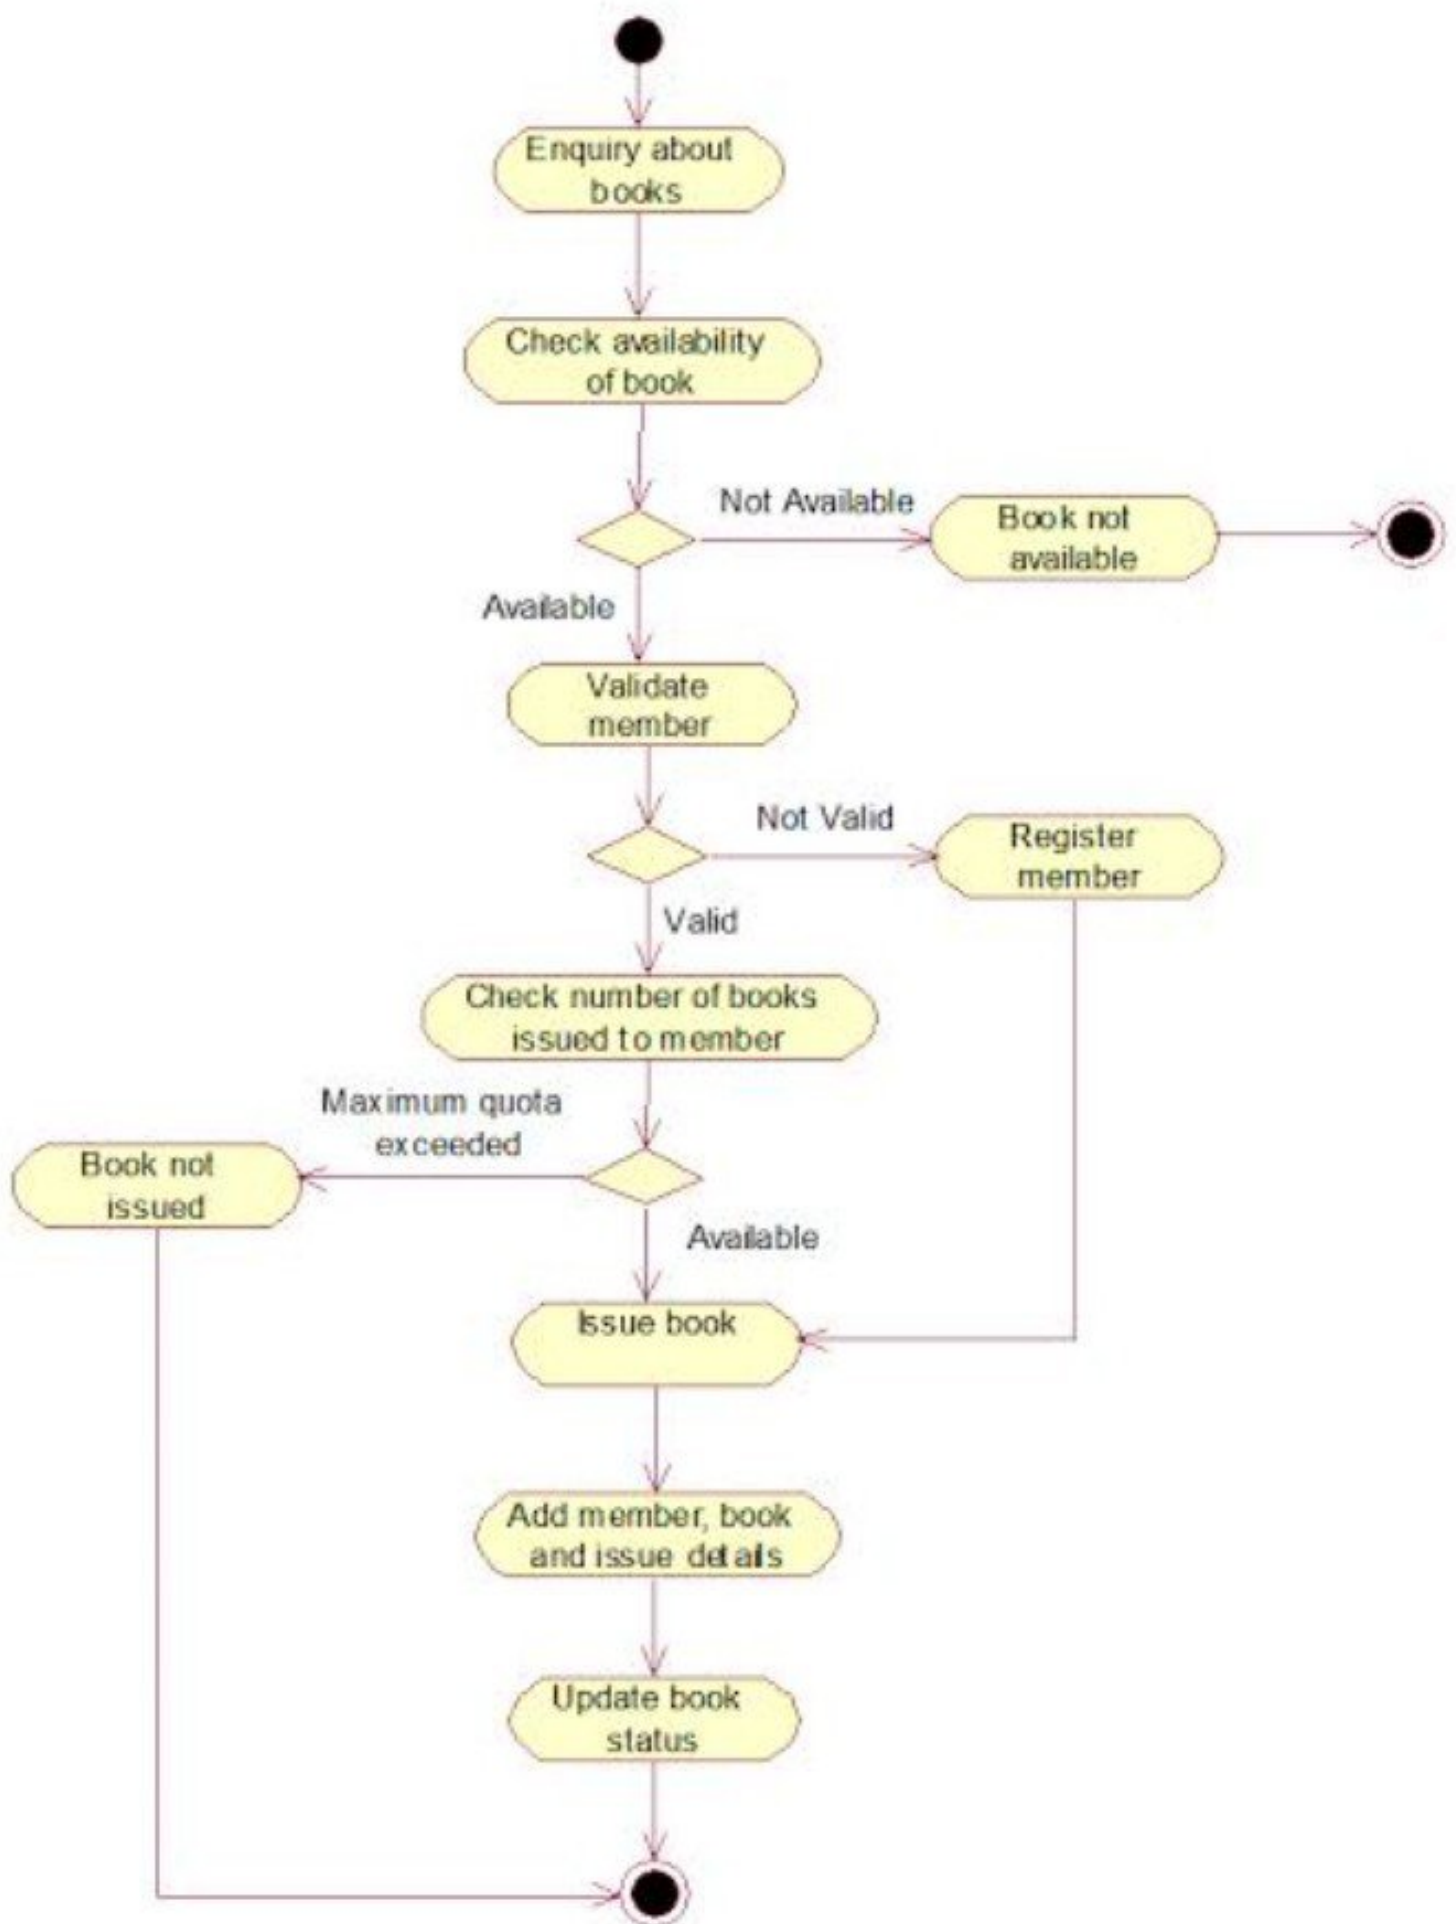 Enquiry about
books
Check availability
of book
Not Available
Book not
available
Available
Validate
member
Not Valid
Register
member
Valid
Check number of books
issued to member
Maximum quota
exceeded
Book not
issued
Available
Issue book
Add member, book
and issue details
Update book
status